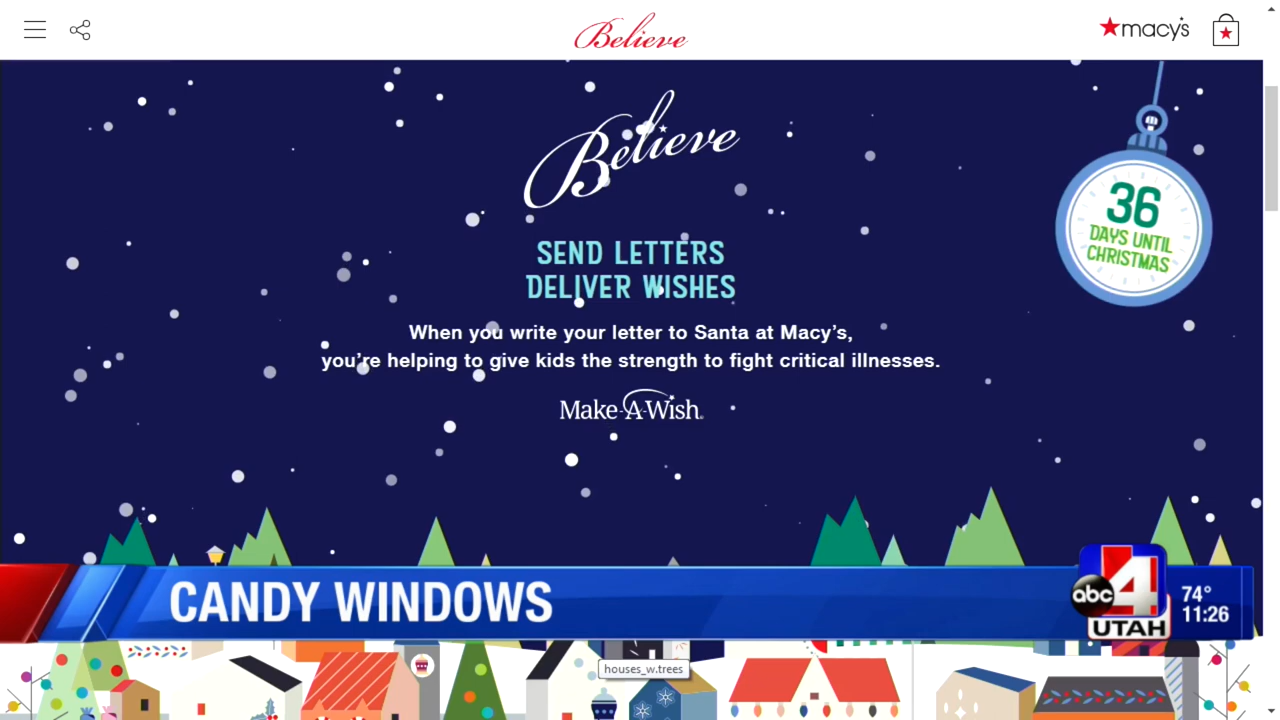 Believe
macy's
Believe
SEND LETTERS
DELIVER WISHES
36
DAYS UNTIL
CHRISTMAS
When you write your letter to Santa at Macy's,
you're helping to give kids the strength to fight critical illnesses.
Make-A-Wish®
CANDY WINDOWS
abc
4
UTAH
74°
11:26
houses_w.trees